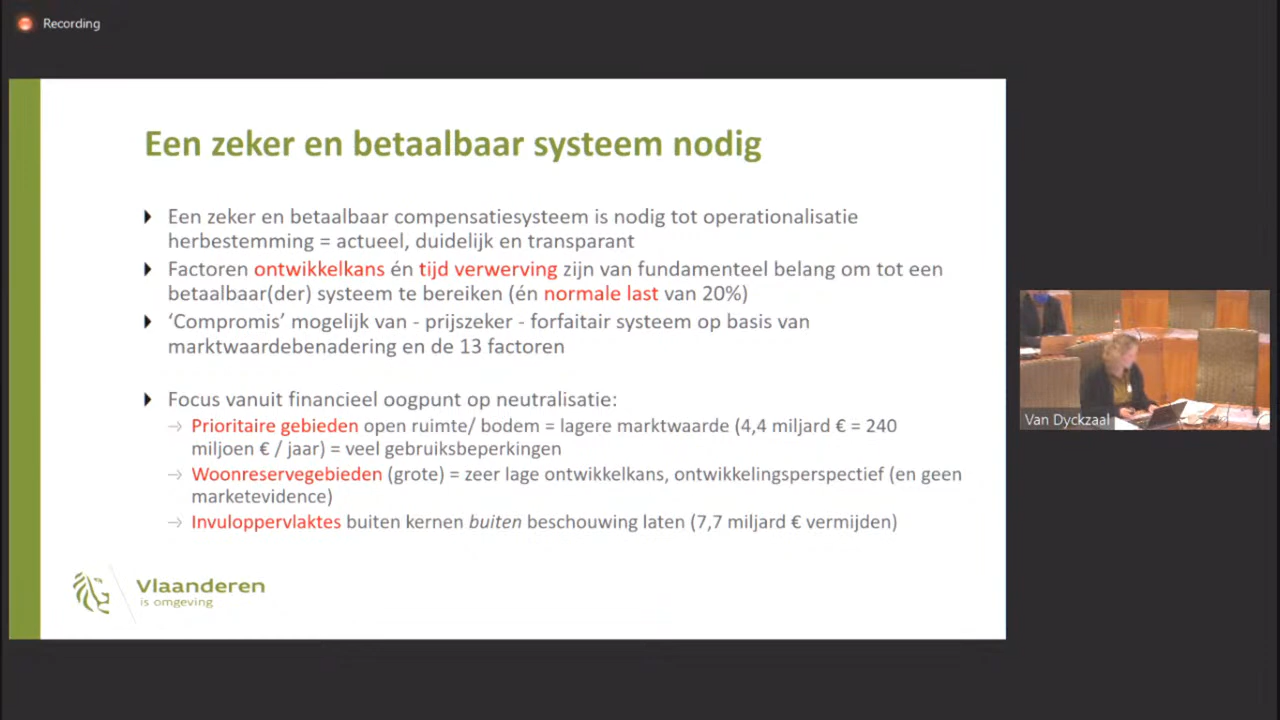 Recording
Een zeker en betaalbaar systeem nodig
Een zeker en betaalbaar compensatiesysteem is nodig tot operationalisatie
herbestemming = actueel, duidelijk en transparant
Factoren ontwikkelkans én tijd verwerving zijn van fundamenteel belang om tot een
betaalbaar(der) systeem te bereiken (én normale last van 20%)
‘Compromis’ mogelijk van - prijszeker - forfaitair systeem op basis van
marktwaardebenadering en de 13 factoren
Focus vanuit financieel oogpunt op neutralisatie:
→ Prioritaire gebieden open ruimte/ bodem = lagere marktwaarde (4,4 miljard € = 240
miljoen € / jaar) = veel gebruiksbeperkingen
→ Woonreservegebieden (grote) = zeer lage ontwikkelkans, ontwikkelingsperspectief (en geen
marketevidence)
→ Invuloppervlaktes buiten kernen buiten beschouwing laten (7,7 miljard € vermijden)
Van Dyckzaal
Vlaanderen
is omgeving